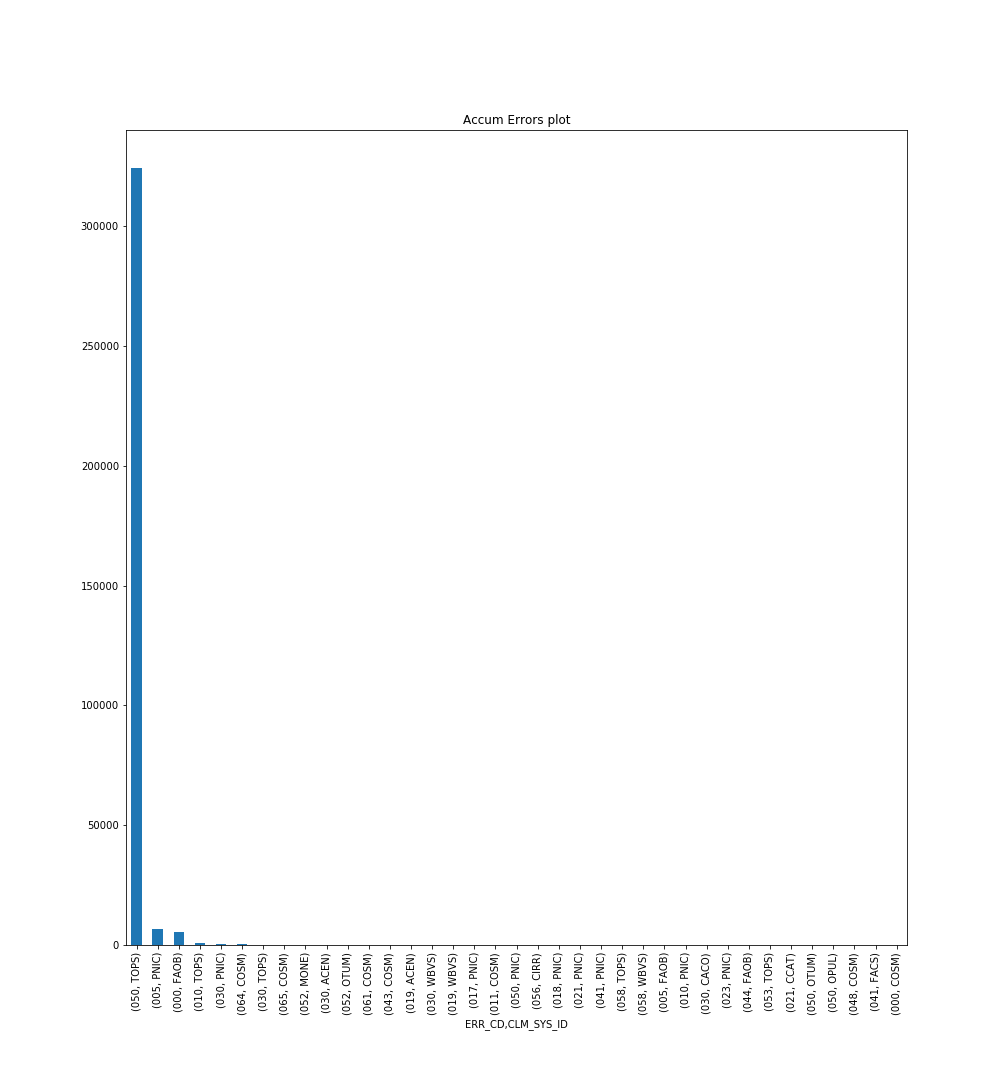 Accum Errors plot
300000
250000
200000
150000
100000
50000
0
(050, TOPS)
(005, PNIC)
(000, FAOB)
(010, TOPS)
(030, PNIC)
(064, COSM)
(030, TOPS)
(065, COSM)
(052, MONE)
(030, ACEN)
(052, OTUM)
(061, COSM)
(043, COSM)
(019, ACEN)
(030, WBVS)
(019, WBVS)
(017, PNIC)
(011, COSM)
(050, PNIC)
(056, CIRR)
(018, PNIC)
(021, PNIC)
(041, PNIC)
(058, TOPS)
(058, WBVS)
(005, FAOB)
(010, PNIC)
(030, CACO)
(023, PNIC)
(044, FAOB)
(053, TOPS)
(021, CCAT)
(050, OTUM)
(050, OPUL)
(048, COSM)
(041, FACS)
(000, COSM)
ERR_CD,CLM_SYS_ID